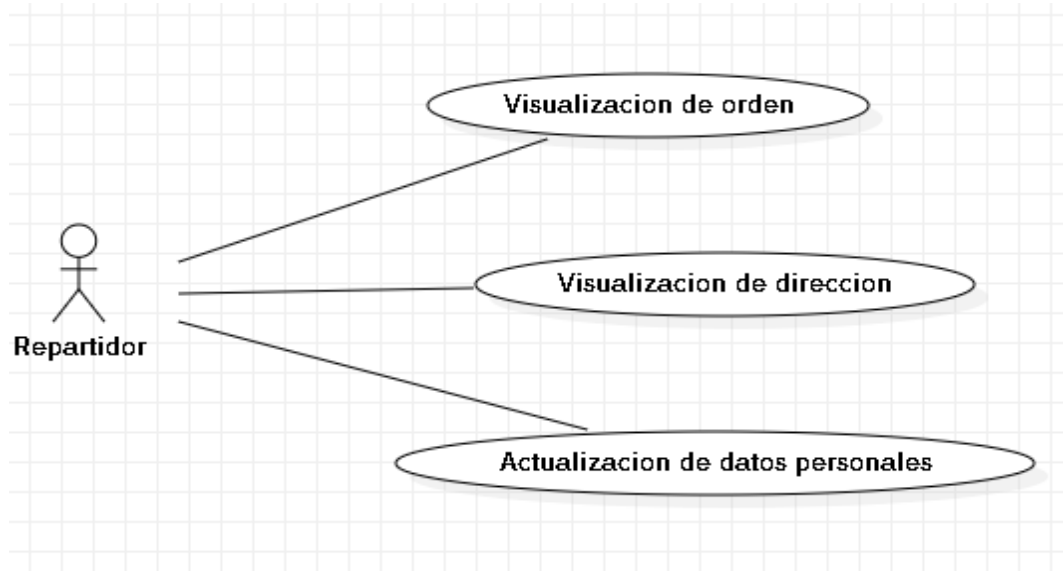 Visualizacion de orden
Visualizacion de direccion
Repartidor
Actualizacion de datos personales